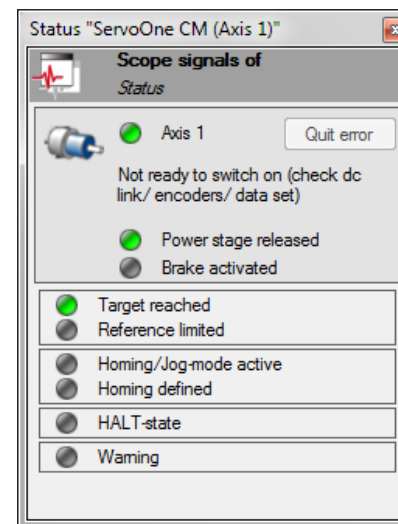 Status "ServoOne CM (Axis 1)"
Scope signals of
Status
Axis 1
Quit error
Not ready to switch on (check dc
link/ encoders/ data set)
Power stage released
Brake activated
Target reached
Reference limited
Homing/Jog-mode active
Homing defined
HALT-state
Warning